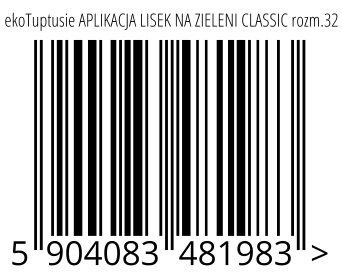 ekoTuptusie APLIKACJA LISEK NA ZIELENI CLASSIC rozm.32
5 904083 481983 >